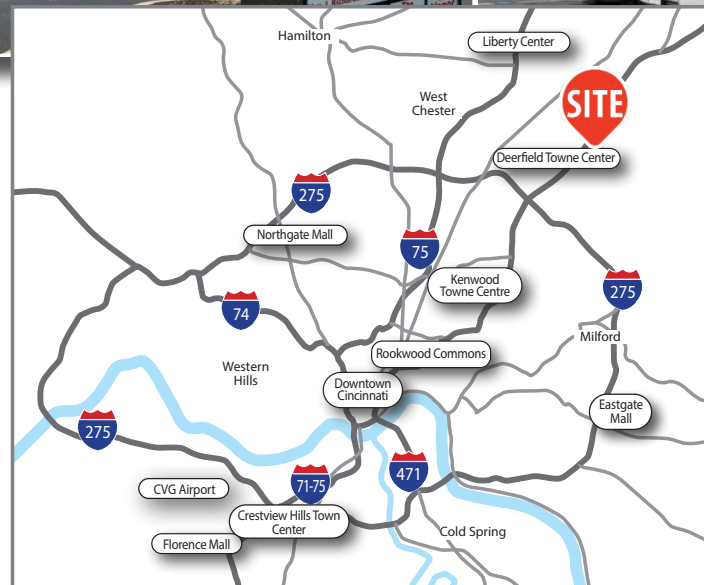 Hamilton
Liberty Center
West
Chester
SITE
Deerfield Towne Center
275
Northgate Mall
75
Kenwood
Towne Centre
275
74
Milford
Rookwood Commons
Western
Hills
Downtown
Cincinnati
Eastgate
Mall
275
471
71-75
CVG Airport
Crestview Hills Town
Center
Cold Spring
Florence Mall